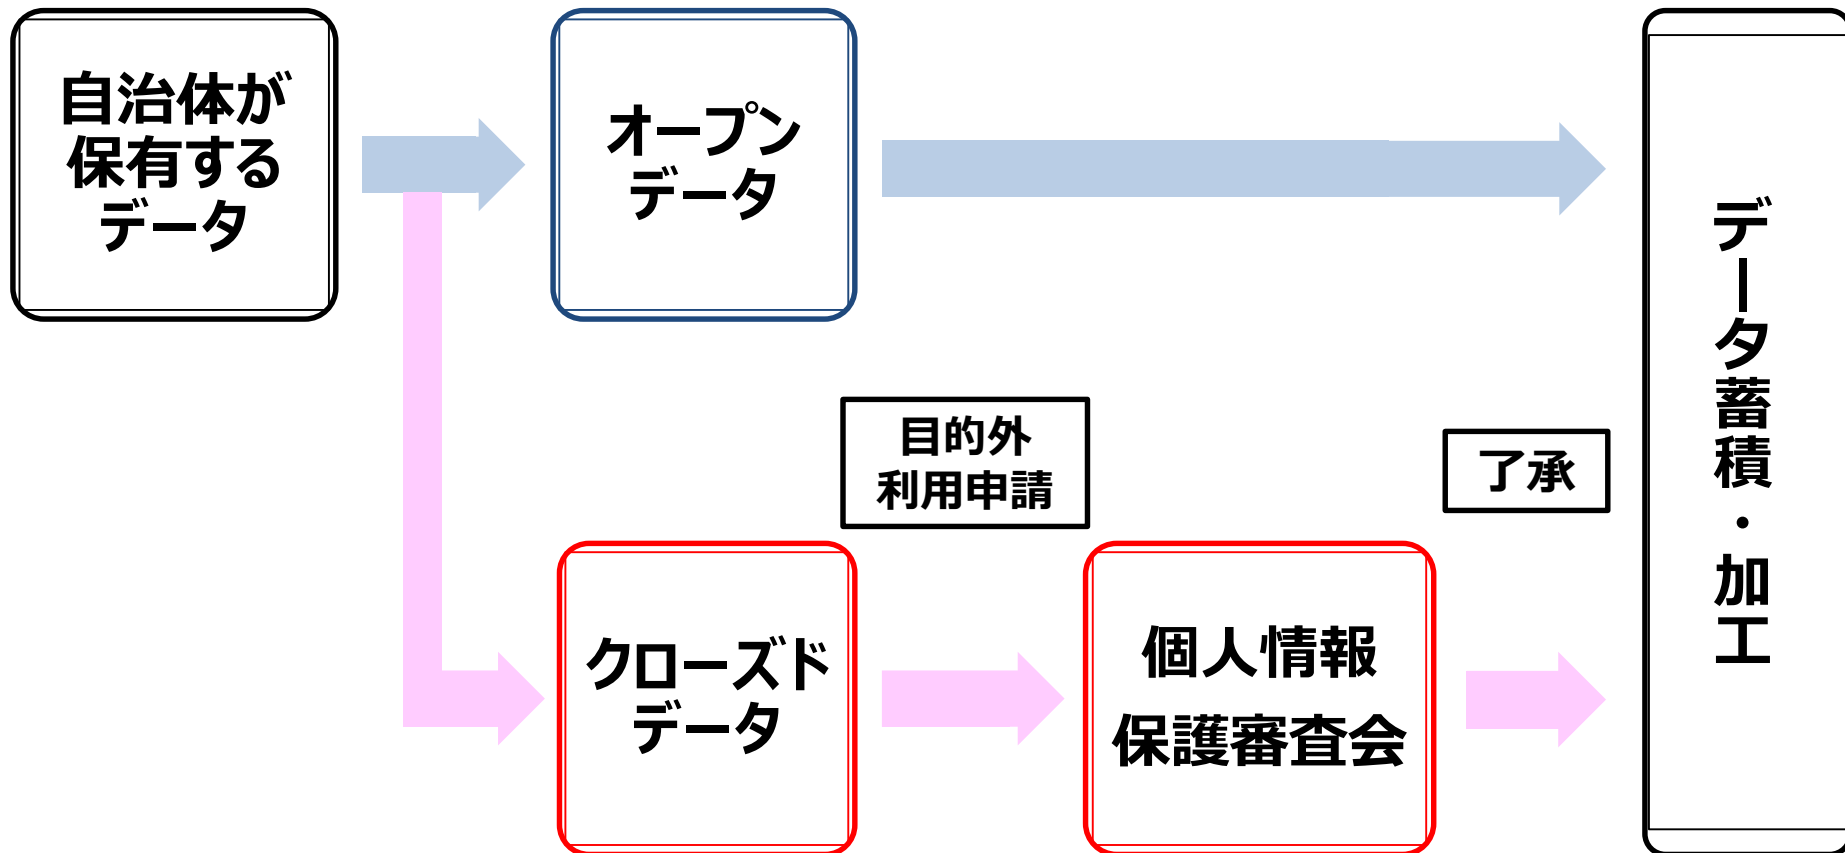 自治体が
保有する
データ
オープン
データ
目的外
利用申請
了承
クローズド
データ
個人情報
保護審査会
データ蓄積・加工